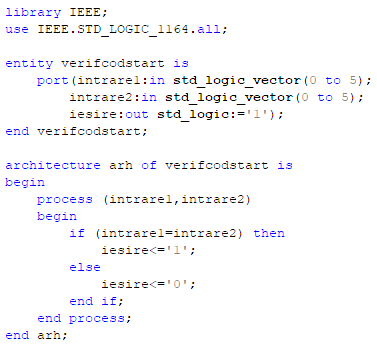 library IEEE;
use IEEE.STD_LOGIC_1164.all;
entity verifcodstart is
port(intrare1:in std_logic_vector(0 to 5);
intrare2:in std_logic_vector(0 to 5);
iesire:out std_logic:='1');
end verifcodstart;
architecture arh of verifcodstart is
begin
process (intrare1,intrare2)
begin
if (intrare1=intrare2) then
iesire<='1';
else
iesire<='0';
end if;
end process;
end arh;